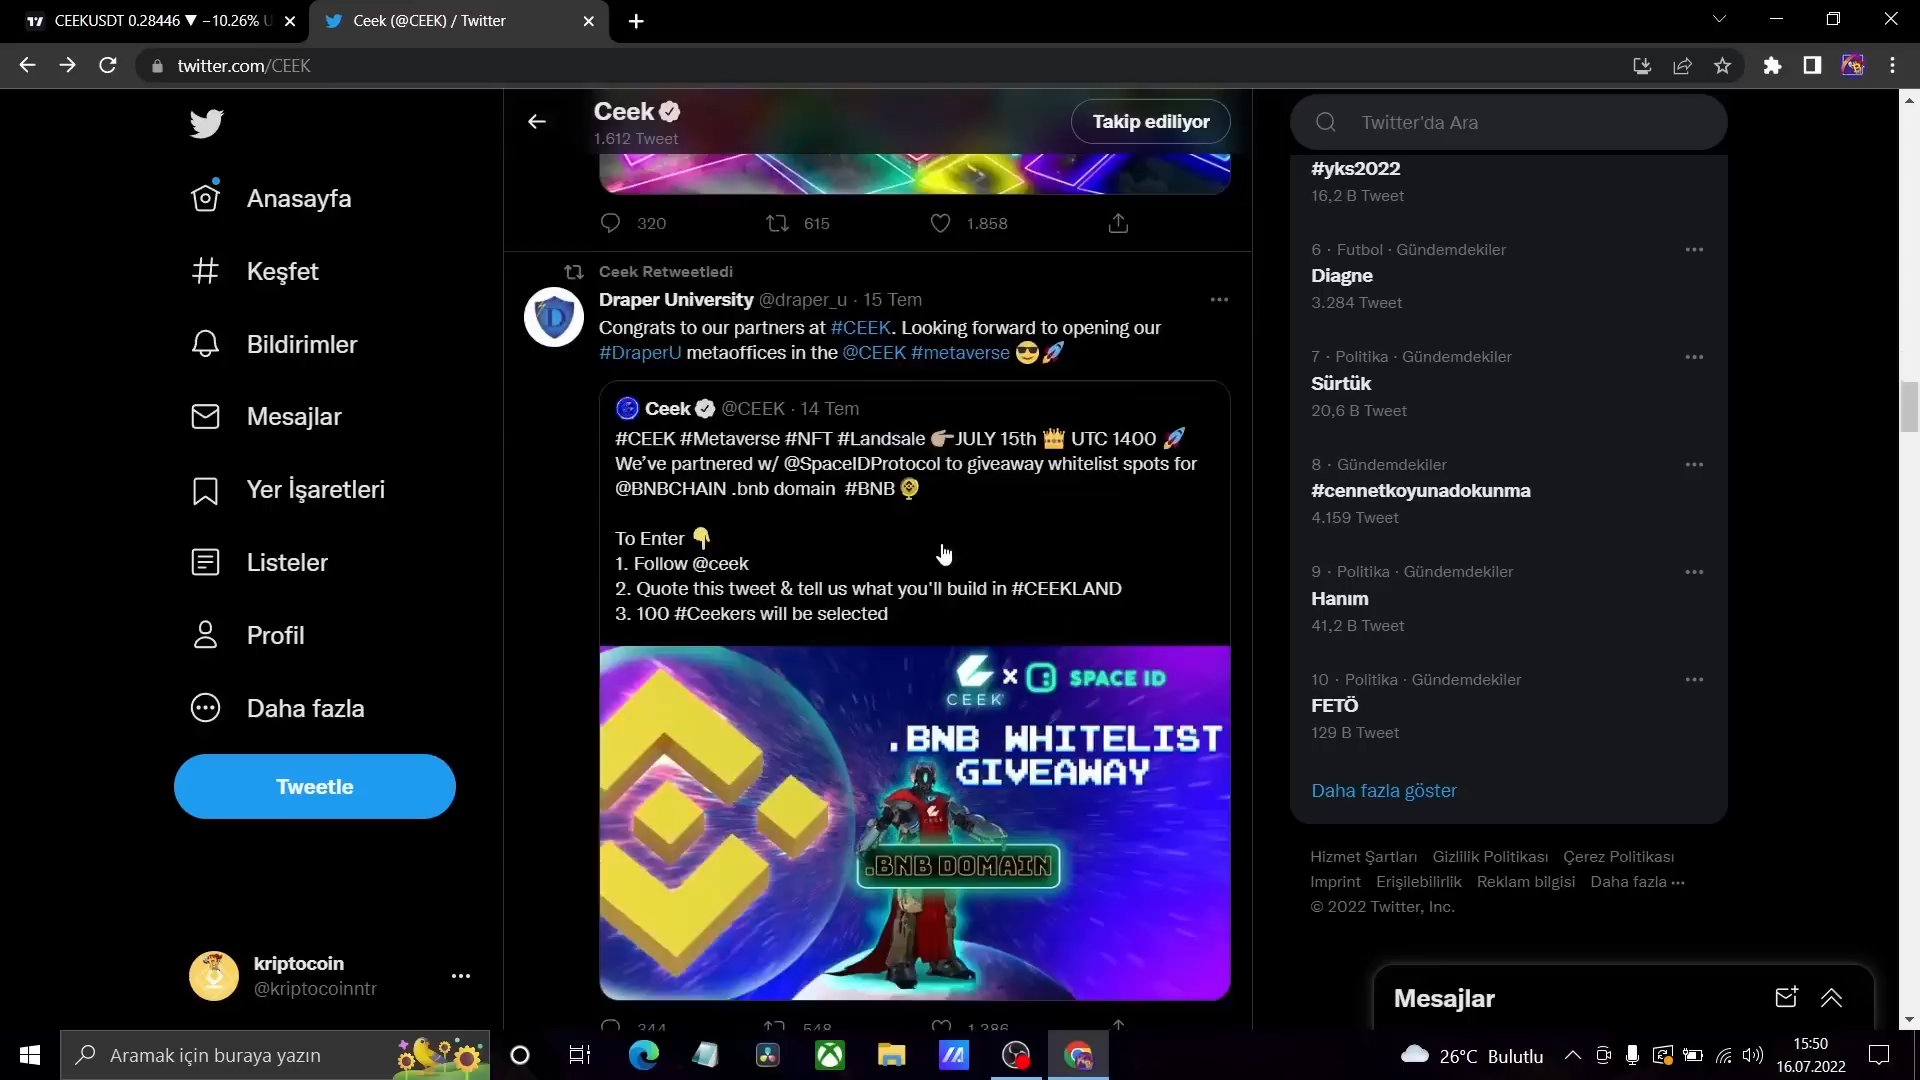 CEEKUSDT 0.28446 ▼ −10.26% U
Ceek (@CEEK) / Twitter
twitter.com/CEEK
Anasayfa
Keşfet
Bildirimler
Mesajlar
Yer İşaretleri
Listeler
Profil
Daha fazla
Tweetle
kriptocoin
@kriptocoinntr
Ceek
1.612 Tweet
Takip ediliyor
320 615 1.858
Ceek Retweetledi
Draper University @draper_u · 15 Tem
Congrats to our partners at #CEEK. Looking forward to opening our
#DraperU metaoffices in the @CEEK #metaverse 😎🚀
Ceek @CEEK · 14 Tem
#CEEK #Metaverse #NFT #Landsale 👉🏽JULY 15th 👑 UTC 1400 🚀
We’ve partnered w/ @SpaceIDProtocol to giveaway whitelist spots for
@BNBCHAIN .bnb domain #BNB
To Enter 👇
1. Follow @ceek
2. Quote this tweet & tell us what you'll build in #CEEKLAND
3. 100 #Ceekers will be selected
CEEK X SPACE ID
.BNB WHITELIST
GIVEAWAY
.BNB DOMAIN
344 548 1.386
Twitter'da Ara
#yks2022
16,2 B Tweet
6 · Futbol · Gündemdekiler
Diagne
3.284 Tweet
7 · Politika · Gündemdekiler
Sürtük
20,6 B Tweet
8 · Gündemdekiler
#cennetkoyunadokunma
4.159 Tweet
9 · Politika · Gündemdekiler
Hanım
41,2 B Tweet
10 · Politika · Gündemdekiler
FETÖ
129 B Tweet
Daha fazla göster
Hizmet Şartları Gizlilik Politikası Çerez Politikası
Imprint Erişilebilirlik Reklam bilgisi Daha fazla ···
© 2022 Twitter, Inc.
Mesajlar
Aramak için buraya yazın
26°C Bulutlu
15:50
16.07.2022